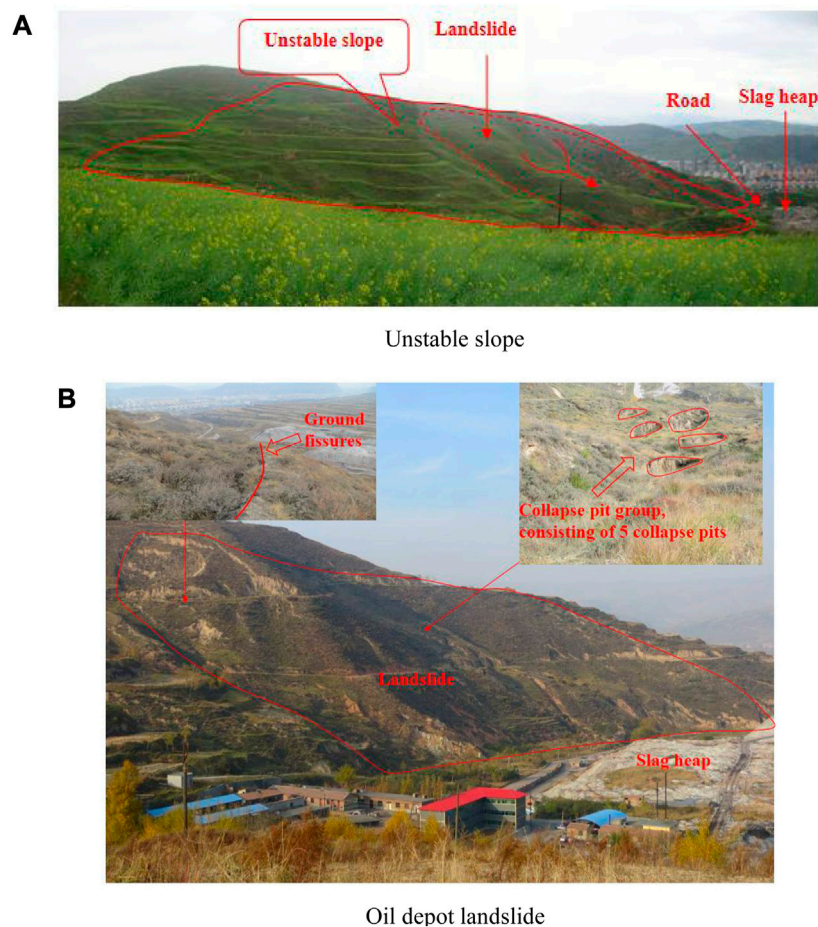 A
Unstable slope
Landslide
Road
Slag heap
Unstable slope
B
Ground
fissures
Collapse pit group,
consisting of 5 collapse pits
Landslide
Slag heap
Oil depot landslide